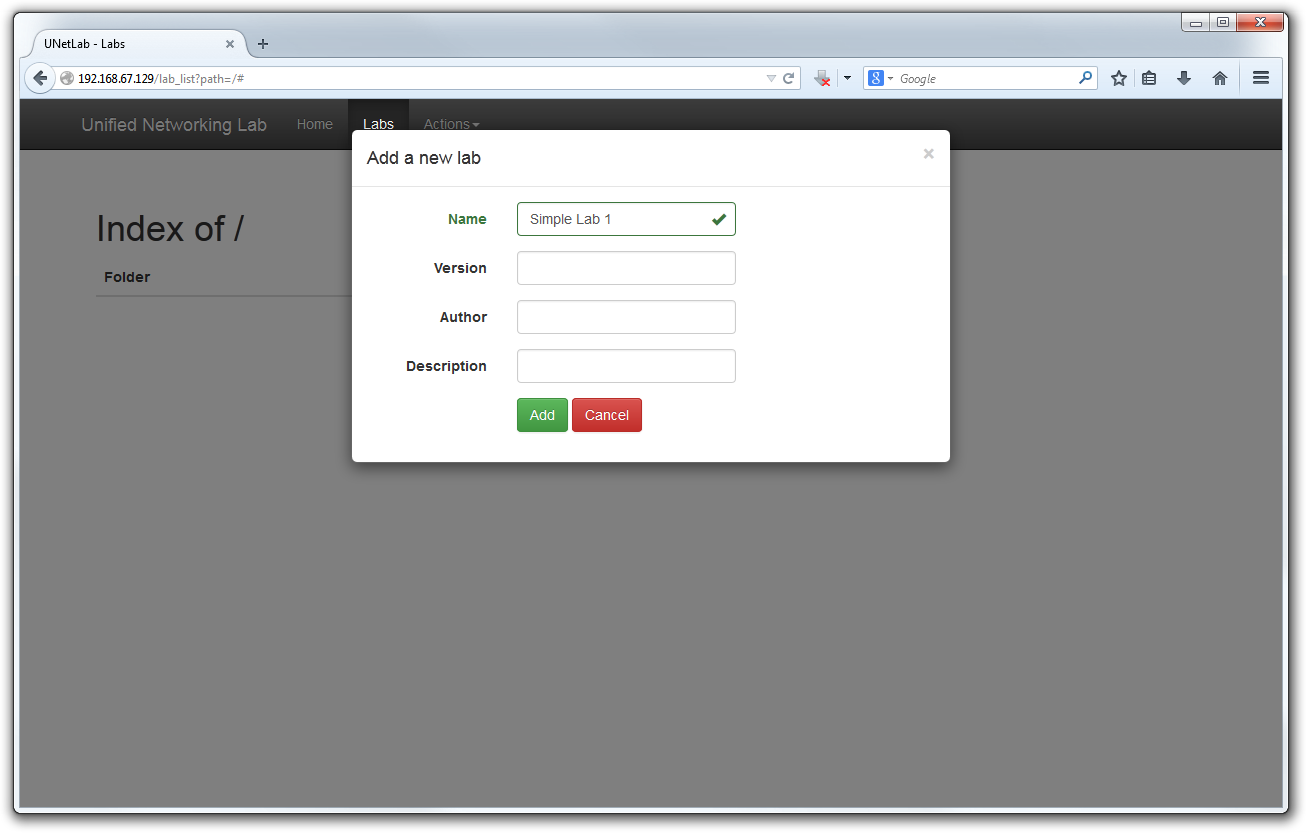 UNetLab - Labs
192.168.67.129/lab_list?path=/#
8 Google
Unified Networking Lab Home Labs Actions
Add a new lab ×
Index of /
Folder
Name Simple Lab 1
Version
Author
Description
Add Cancel